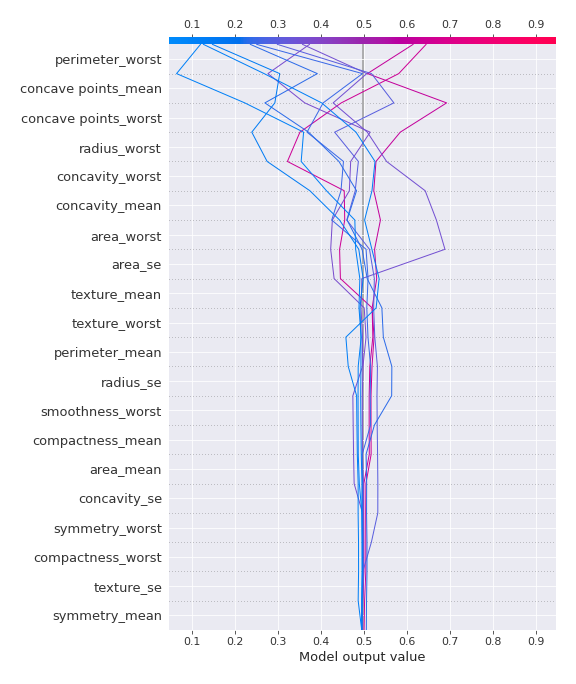 0.1 0.2 0.3 0.4 0.5 0.6 0.7 0.8 0.9
perimeter_worst
concave points_mean
concave points_worst
radius_worst
concavity_worst
concavity_mean
area_worst
area_se
texture_mean
texture_worst
perimeter_mean
radius_se
smoothness_worst
compactness_mean
area_mean
concavity_se
symmetry_worst
compactness_worst
texture_se
symmetry_mean
0.1 0.2 0.3 0.4 0.5 0.6 0.7 0.8 0.9
Model output value